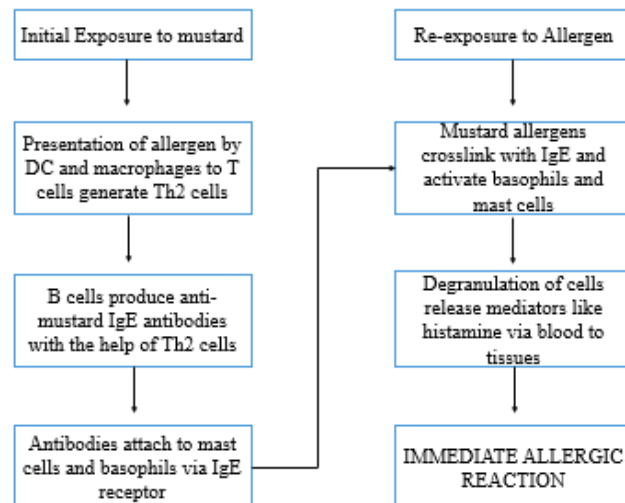 Initial Exposure to mustard
Presentation of allergen by
DC and macrophages to T
cells generate Th2 cells
B cells produce anti-
mustard IgE antibodies
with the help of Th2 cells
Antibodies attach to mast
cells and basophils via IgE
receptor
Re-exposure to Allergen
Mustard allergens
crosslink with IgE and
activate basophils and
mast cells
Degranulation of cells
release mediators like
histamine via blood to
tissues
IMMEDIATE ALLERGIC
REACTION